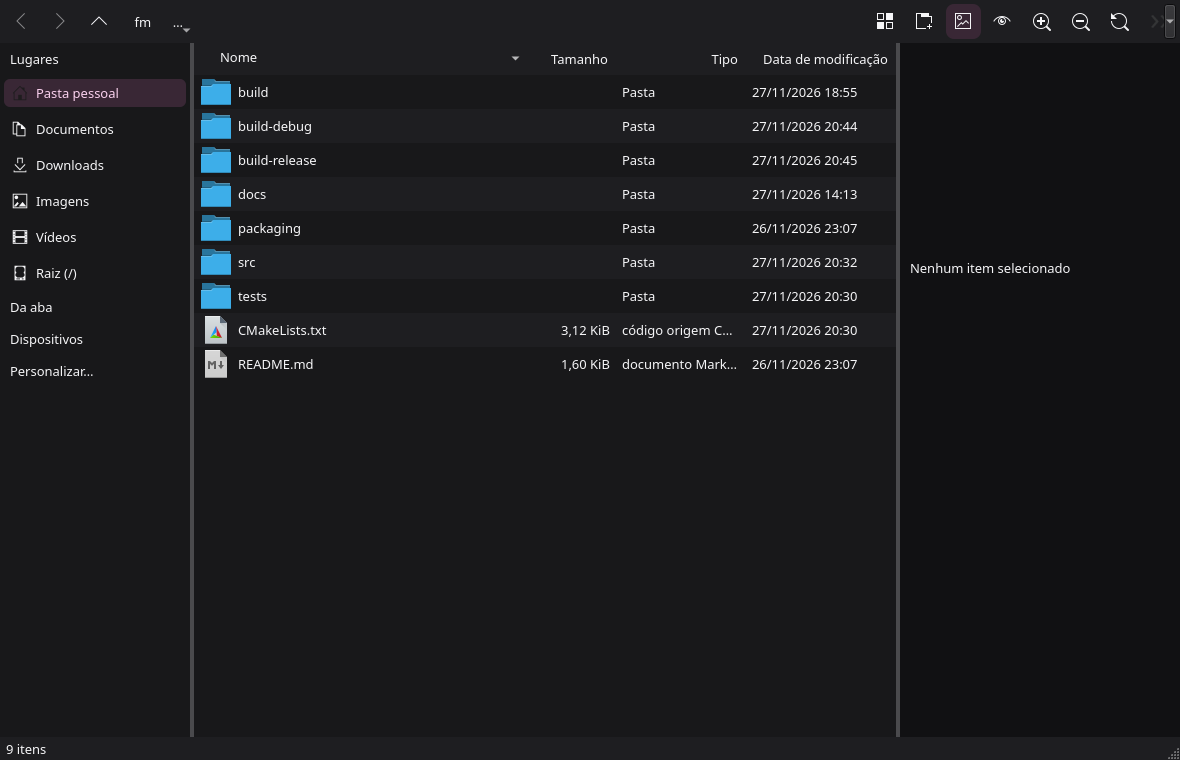 fm ...
Lugares
Pasta pessoal
Documentos
Downloads
Imagens
Vídeos
Raiz (/)
Da aba
Dispositivos
Personalizar...
Nome Tamanho Tipo Data de modificação
build Pasta 27/11/2026 18:55
build-debug Pasta 27/11/2026 20:44
build-release Pasta 27/11/2026 20:45
docs Pasta 27/11/2026 14:13
packaging Pasta 26/11/2026 23:07
src Pasta 27/11/2026 20:32
tests Pasta 27/11/2026 20:30
CMakeLists.txt 3,12 KiB código origem C... 27/11/2026 20:30
README.md 1,60 KiB documento Mark... 26/11/2026 23:07
Nenhum item selecionado
9 itens